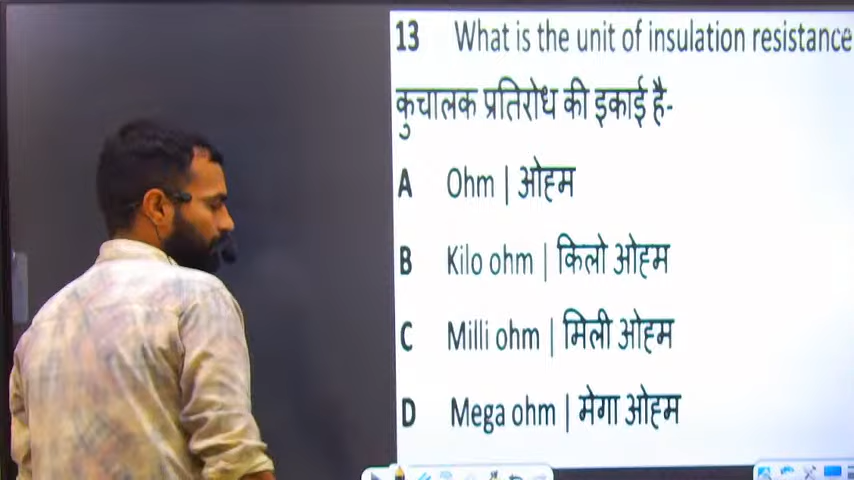 13 What is the unit of insulation resistance
कुचालक प्रतिरोध की इकाई है-
A Ohm | ओह्म
B Kilo ohm | किलो ओह्म
C Milli ohm | मिली ओह्म
D Mega ohm | मेगा ओह्म